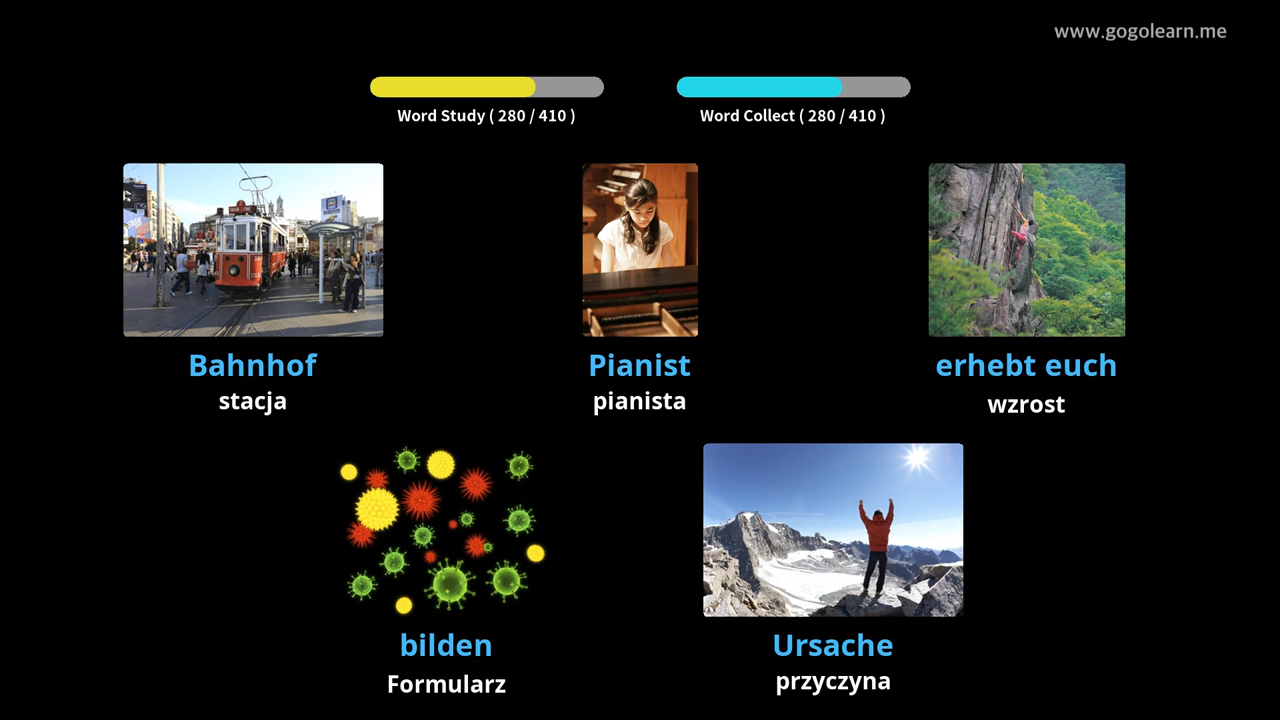 www.gogolearn.me
Word Study ( 280 / 410 )
Word Collect ( 280 / 410 )
Bahnhof
stacja
Pianist
pianista
erhebt euch
wzrost
bilden
Formularz
Ursache
przyczyna